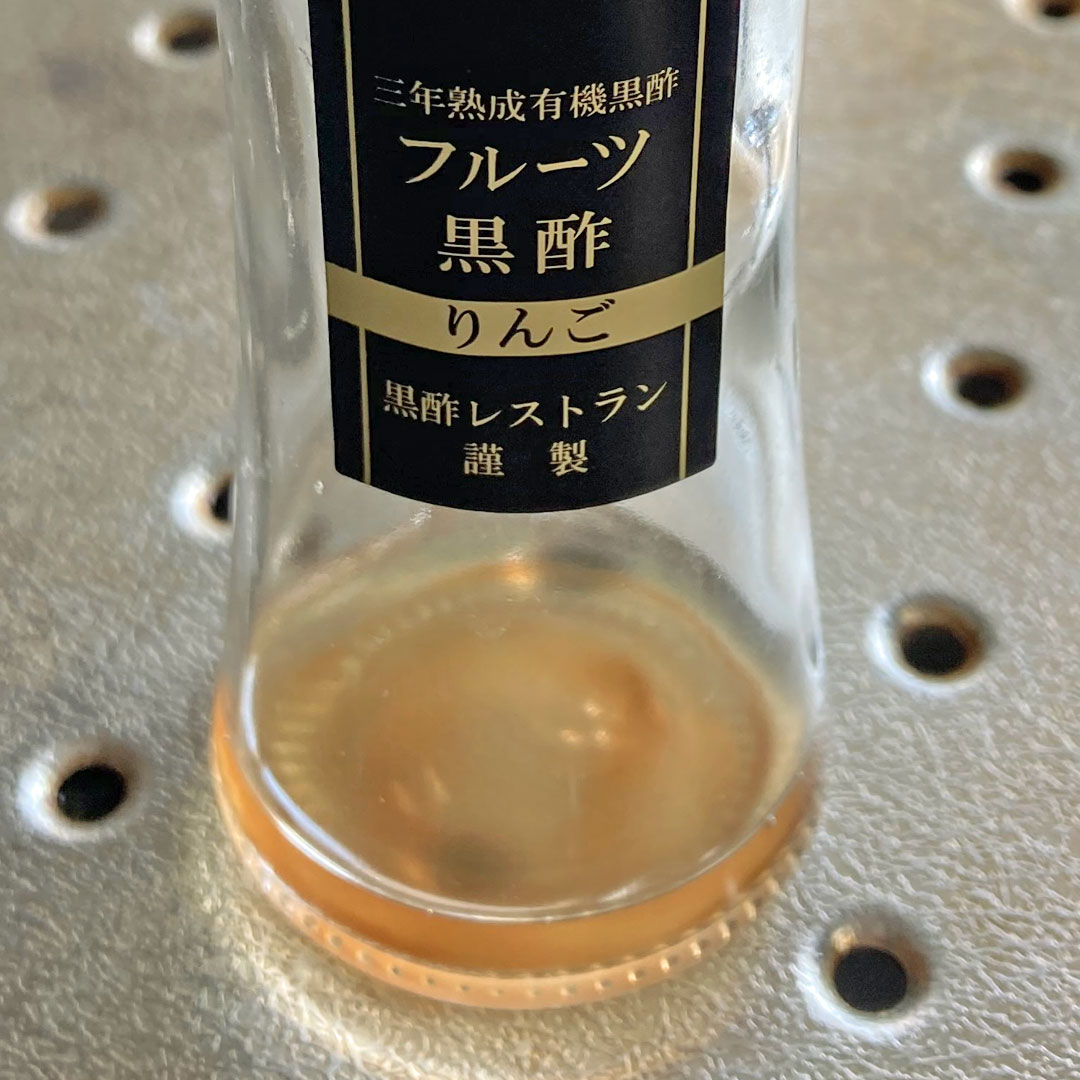 三年熟成有機黒酢
フルーツ
黒酢
りんご
黒酢レストラン
謹製